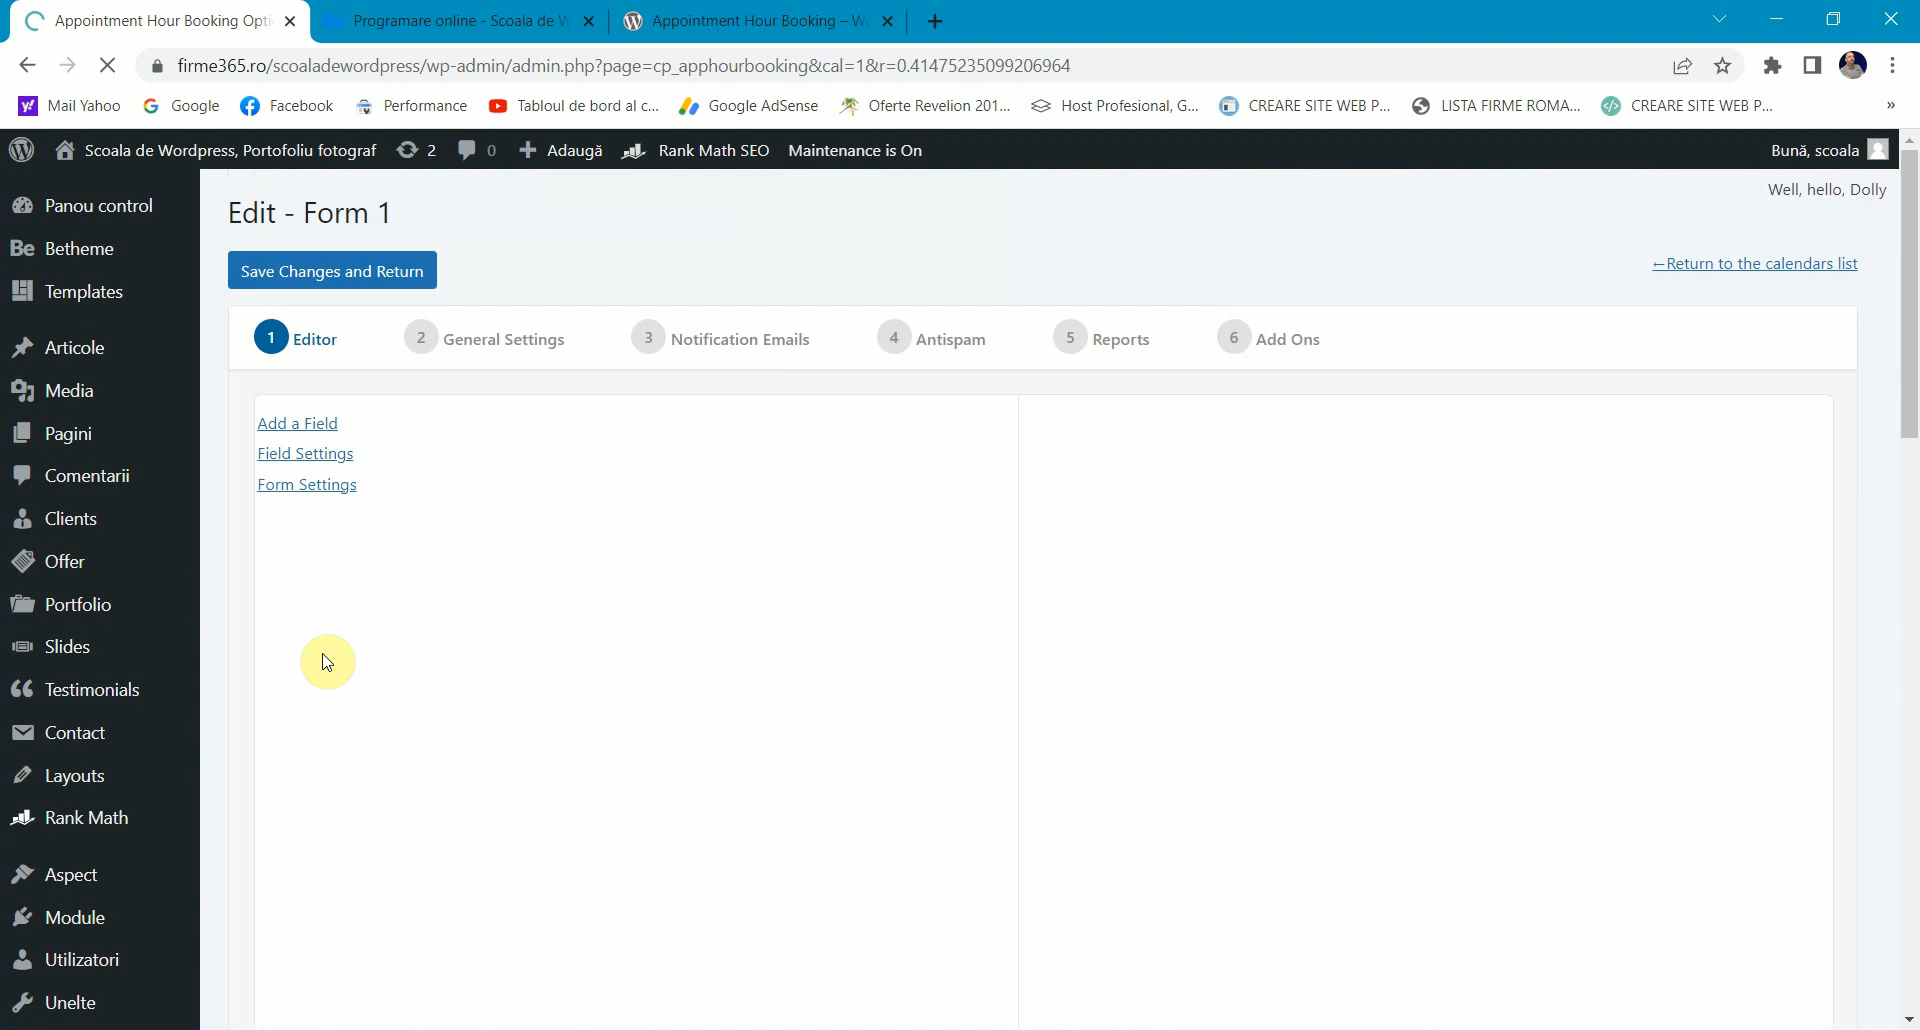 Appointment Hour Booking Opti
Programare online - Scoala de W
Appointment Hour Booking – W
firme365.ro/scoaladewordpress/wp-admin/admin.php?page=cp_apphourbooking&cal=1&r=0.41475235099206964
Mail Yahoo
Google
Facebook
Performance
Tabloul de bord al c...
Google AdSense
Oferte Revelion 201...
Host Profesional, G...
CREARE SITE WEB P...
LISTA FIRME ROMA...
CREARE SITE WEB P...
»
Scoala de Wordpress, Portofoliu fotograf
2
0
Adaugă
Rank Math SEO
Maintenance is On
Bună, scoala
Well, hello, Dolly
Panou control
Be Betheme
Templates
Articole
Media
Pagini
Comentarii
Clients
Offer
Portfolio
Slides
Testimonials
Contact
Layouts
Rank Math
Aspect
Module
Utilizatori
Unelte
Edit - Form 1
Save Changes and Return
←Return to the calendars list
1 Editor
2 General Settings
3 Notification Emails
4 Antispam
5 Reports
6 Add Ons
Add a Field
Field Settings
Form Settings